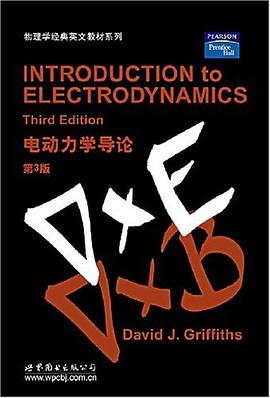 物理学经典英文教材系列
PEARSON
Prentice
Hall
INTRODUCTION to
ELECTRODYNAMICS
Third Edition
电动力学导论
第3版
∇×E
∇×B
David J. Griffiths
世界图书出版公司
www.wpcbj.com.cn